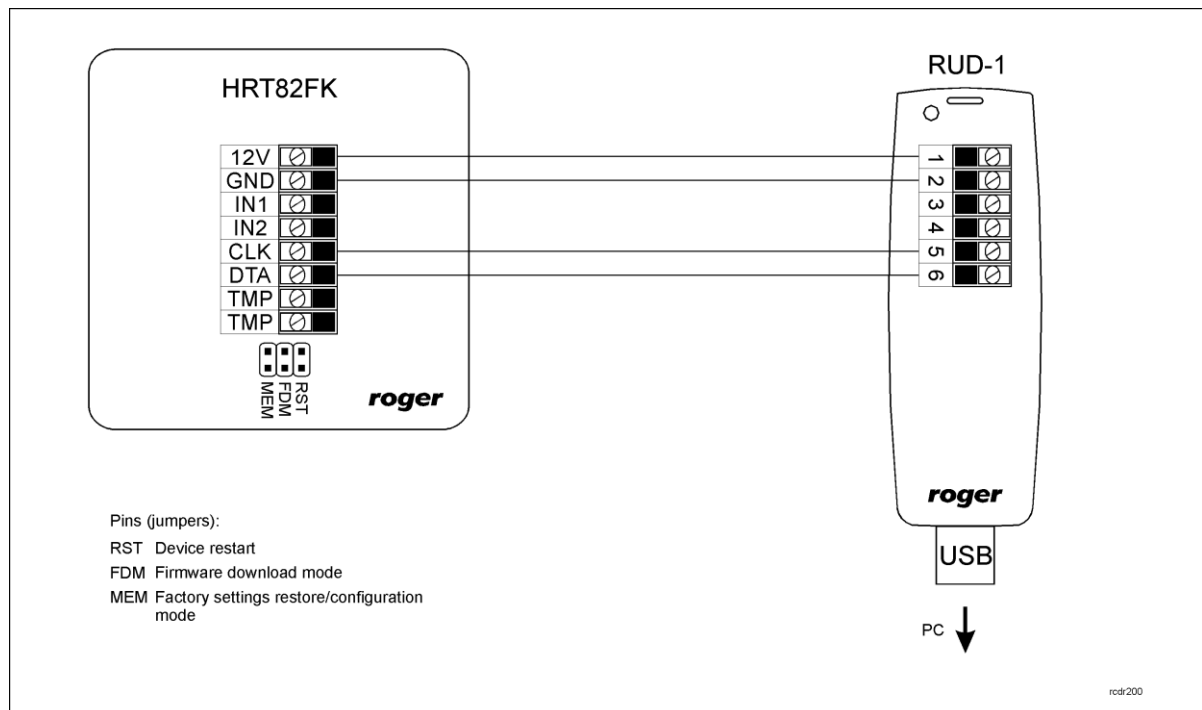 HRT82FK
12V
GND
IN1
IN2
CLK
DTA
TMP
TMP
MEM
FDM
RST
roger
RUD-1
1
2
3
4
5
6
roger
USB
PC
Pins (jumpers):
RST Device restart
FDM Firmware download mode
MEM Factory settings restore/configuration
mode
rcdr200